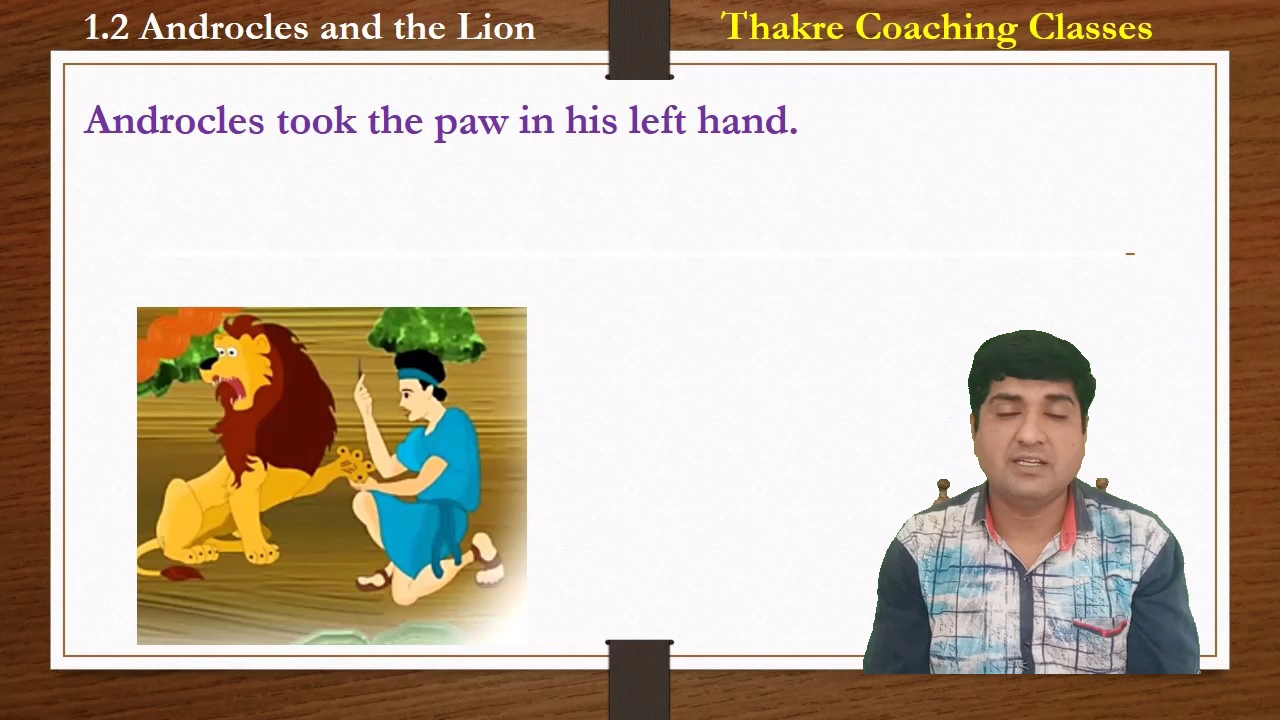 1.2 Androcles and the Lion
Thakre Coaching Classes
Androcles took the paw in his left hand.